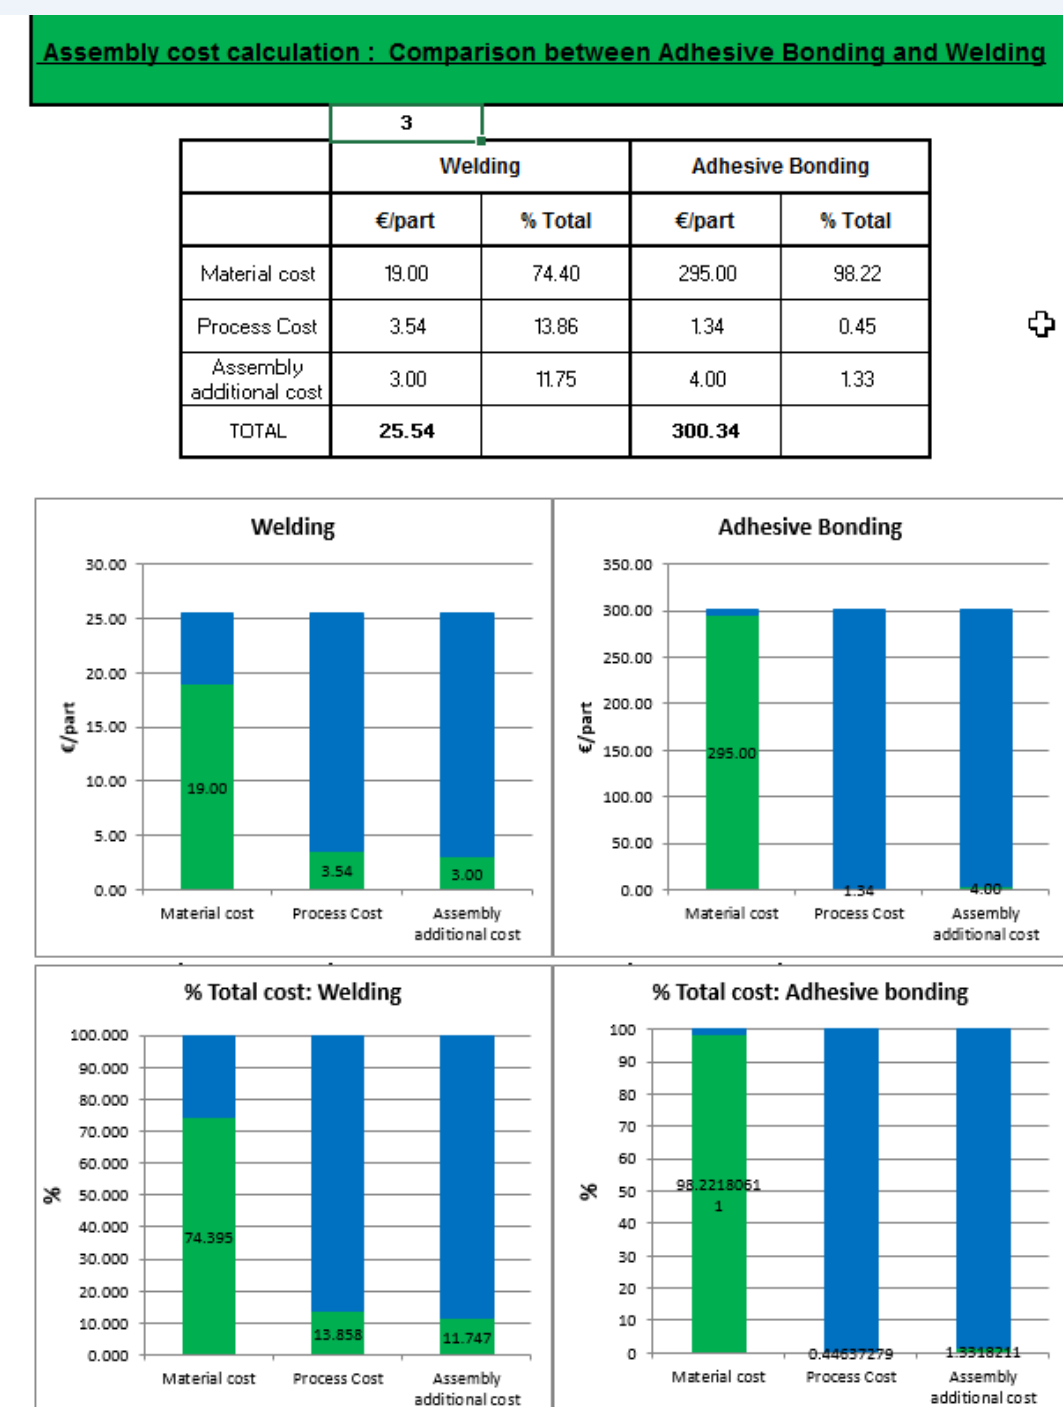 Assembly cost calculation :  Comparison between Adhesive Bonding and Welding
3
Welding Adhesive Bonding
€/part % Total €/part % Total
Material cost 19.00 74.40 295.00 98.22
Process Cost 3.54 13.86 1.34 0.45
Assembly
additional cost 3.00 11.75 4.00 1.33
TOTAL 25.54 300.34
Welding
€/part
30.00
25.00
20.00
15.00
10.00
5.00
0.00
19.00
3.54
3.00
Material cost Process Cost Assembly
additional cost
Adhesive Bonding
€/part
350.00
300.00
250.00
200.00
150.00
100.00
50.00
0.00
295.00
1.34
4.00
Material cost Process Cost Assembly
additional cost
% Total cost: Welding
%
100.000
90.000
80.000
70.000
60.000
50.000
40.000
30.000
20.000
10.000
0.000
74.395
13.858
11.747
Material cost Process Cost Assembly
additional cost
% Total cost: Adhesive bonding
%
100
90
80
70
60
50
40
30
20
10
0
98.2218061
1
0.44637279
1.3318211
Material cost Process Cost Assembly
additional cost